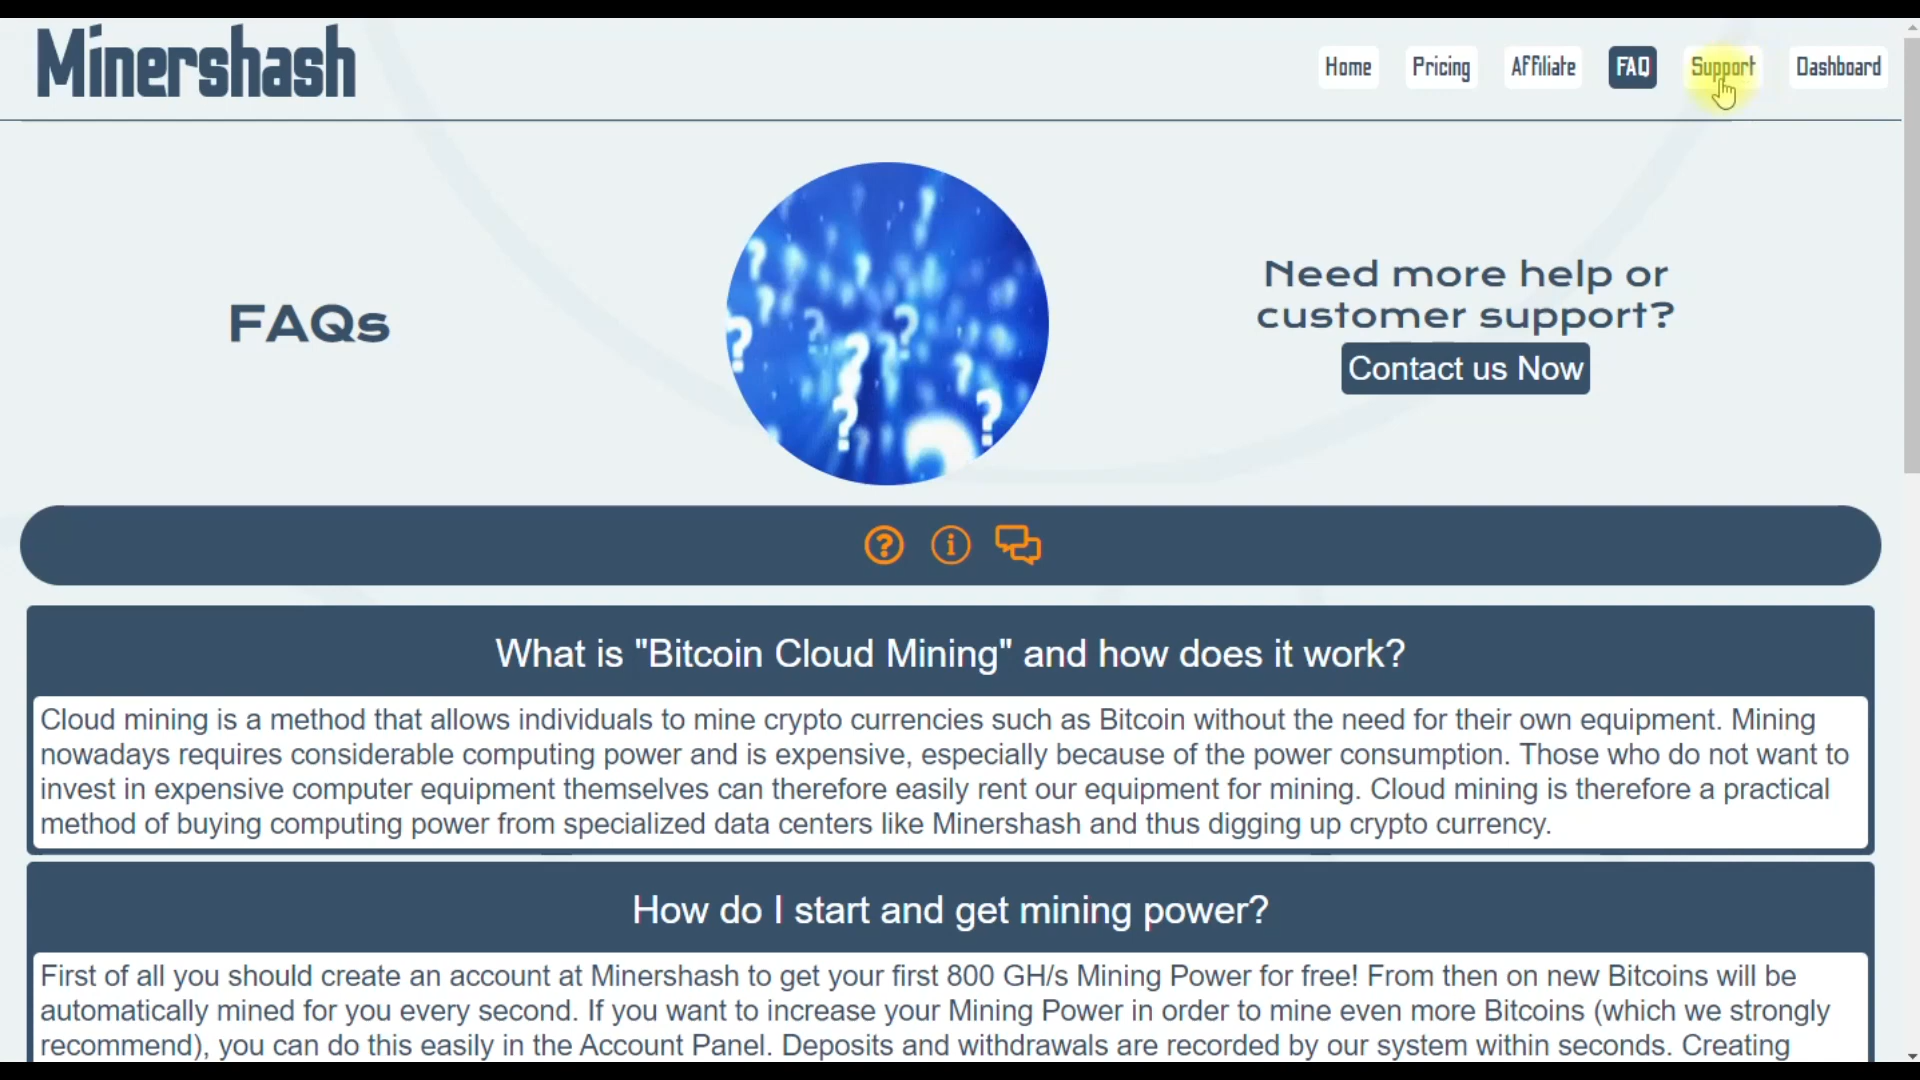 Minershash
Home
Pricing
Affiliate
FAQ
Support
Dashboard
FAQs
Need more help or
customer support?
Contact us Now
What is "Bitcoin Cloud Mining" and how does it work?
Cloud mining is a method that allows individuals to mine crypto currencies such as Bitcoin without the need for their own equipment. Mining
nowadays requires considerable computing power and is expensive, especially because of the power consumption. Those who do not want to
invest in expensive computer equipment themselves can therefore easily rent our equipment for mining. Cloud mining is therefore a practical
method of buying computing power from specialized data centers like Minershash and thus digging up crypto currency.
How do I start and get mining power?
First of all you should create an account at Minershash to get your first 800 GH/s Mining Power for free! From then on new Bitcoins will be
automatically mined for you every second. If you want to increase your Mining Power in order to mine even more Bitcoins (which we strongly
recommend), you can do this easily in the Account Panel. Deposits and withdrawals are recorded by our system within seconds. Creating